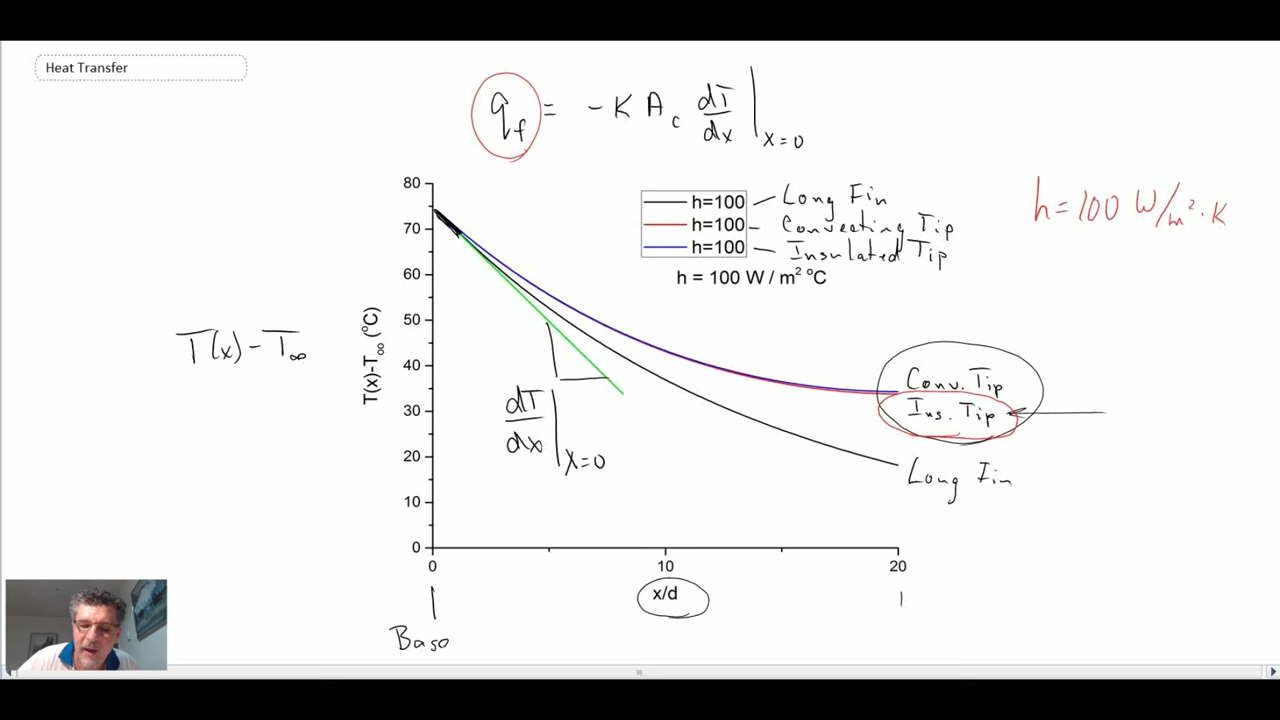 Heat Transfer
q_f = -K A_c dT/dx |x=0
80
70
60
50
40
30
20
10
0
T(x)-T∞ (°C)
h=100 Long Fin
h=100 Convecting Tip
h=100 Insulated Tip
h = 100 W / m² °C
h=100 W/m²·K
T(x)-T∞
dT/dx |x=0
Conv. Tip
Ins. Tip
Long Fin
0 10 20
x/d
Base